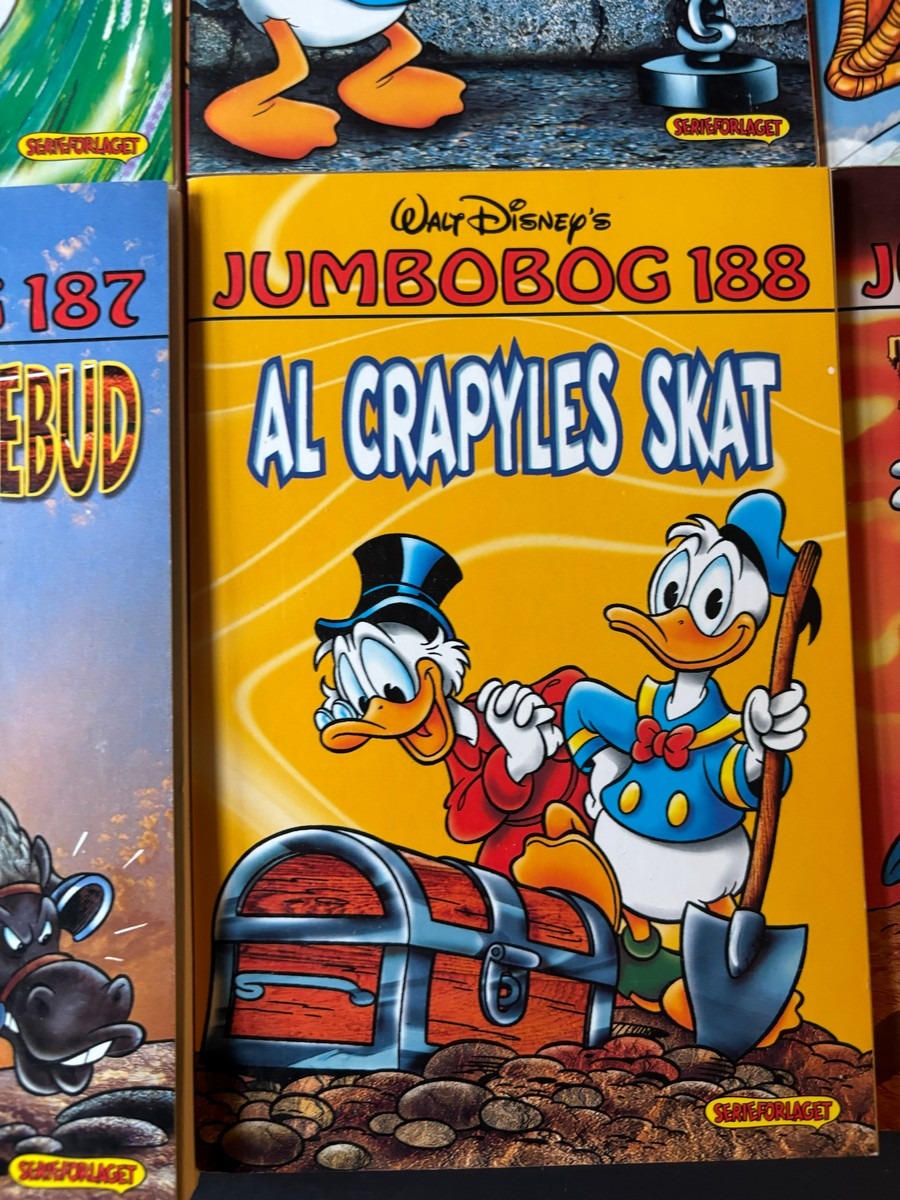 SERIEFORLAGET
SERIEFORLAGET
187
EBUD
SERIEFORLAGET
WALT DISNEY'S
JUMBOBOG 188
AL CRAPYLES SKAT
SERIEFORLAGET
J